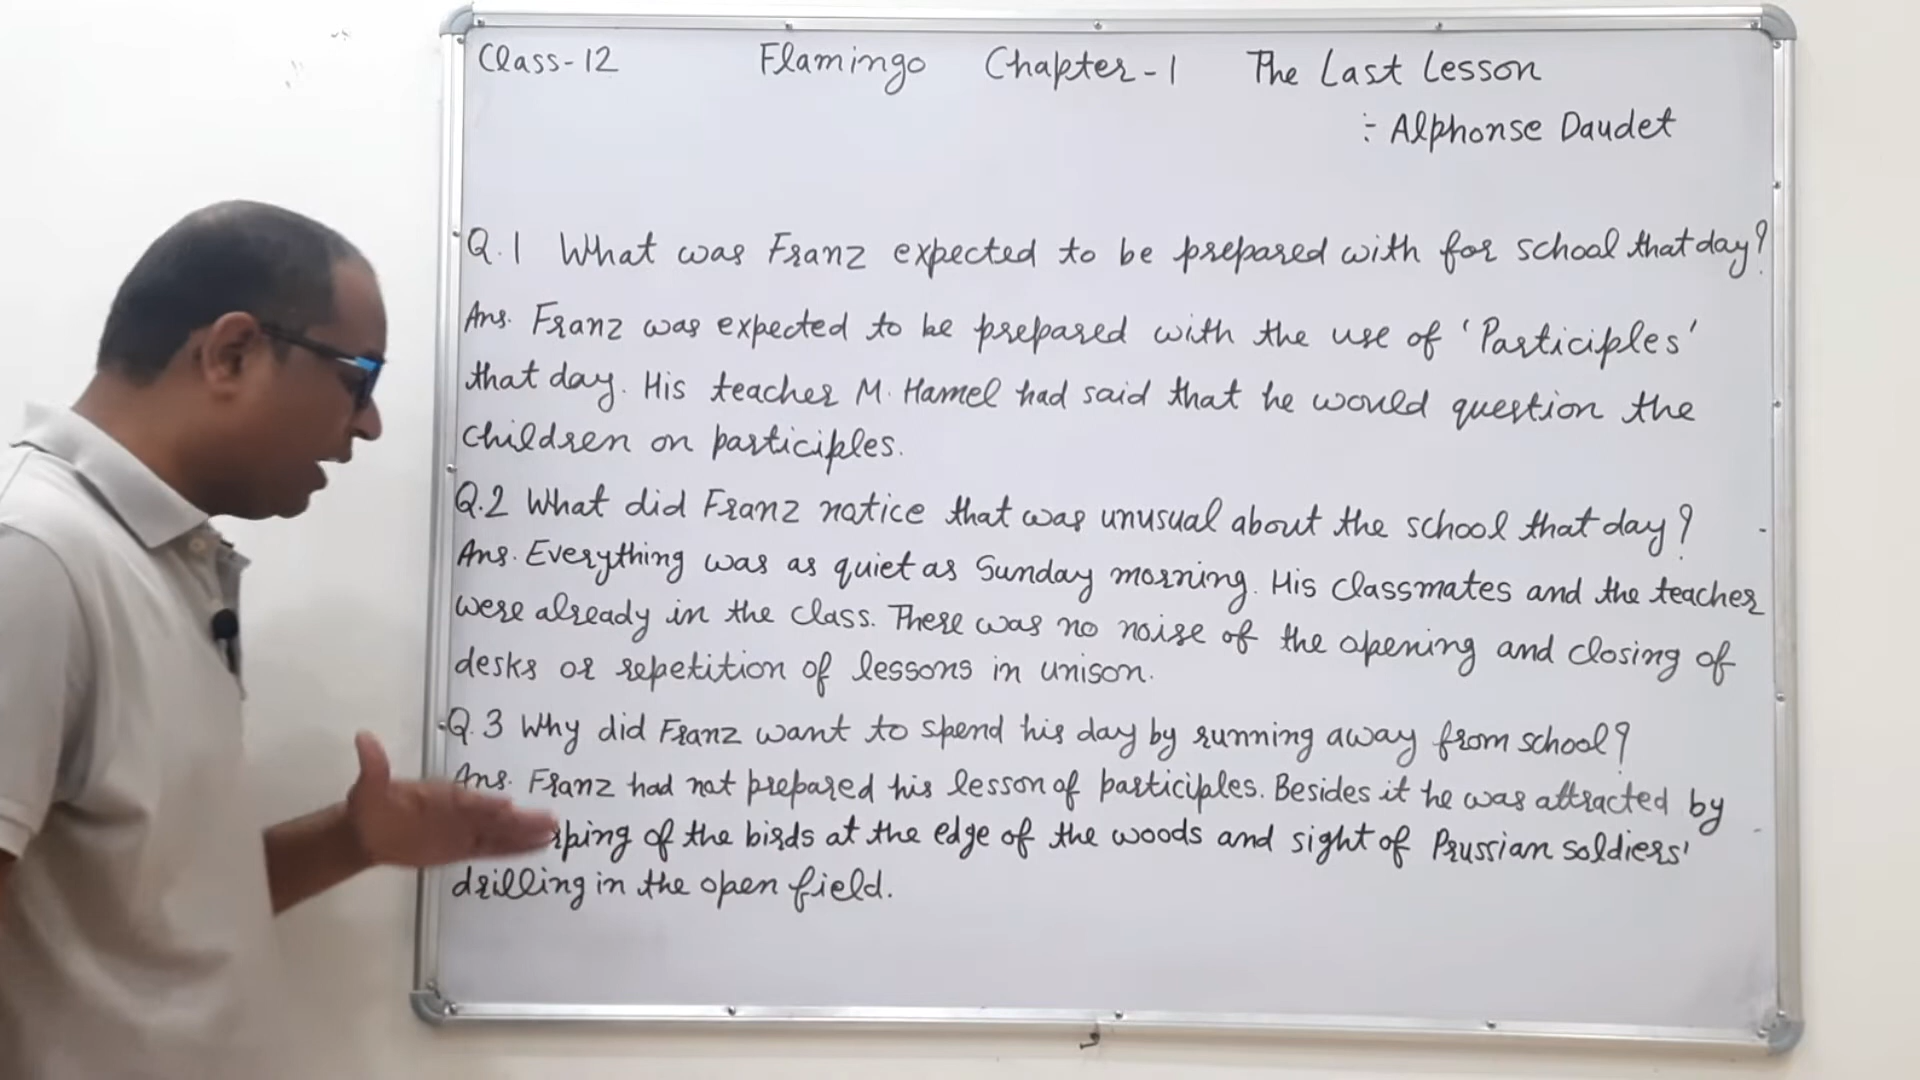 Class-12 Flamingo Chapter-1 The Last Lesson
:- Alphonse Daudet
Q.1 What was Franz expected to be prepared with for school that day?
Ans. Franz was expected to be prepared with the use of 'Participles'
that day. His teacher M. Hamel had said that he would question the
children on participles.
Q.2 What did Franz notice that was unusual about the school that day?
Ans. Everything was as quiet as Sunday morning. His classmates and the teacher
were already in the class. There was no noise of the opening and closing of
desks or repetition of lessons in unison.
Q.3 Why did Franz want to spend his day by running away from school?
Ans. Franz had not prepared his lesson of participles. Besides it he was attracted by
of the birds at the edge of the woods and sight of Prussian soldiers'
drilling in the open field.